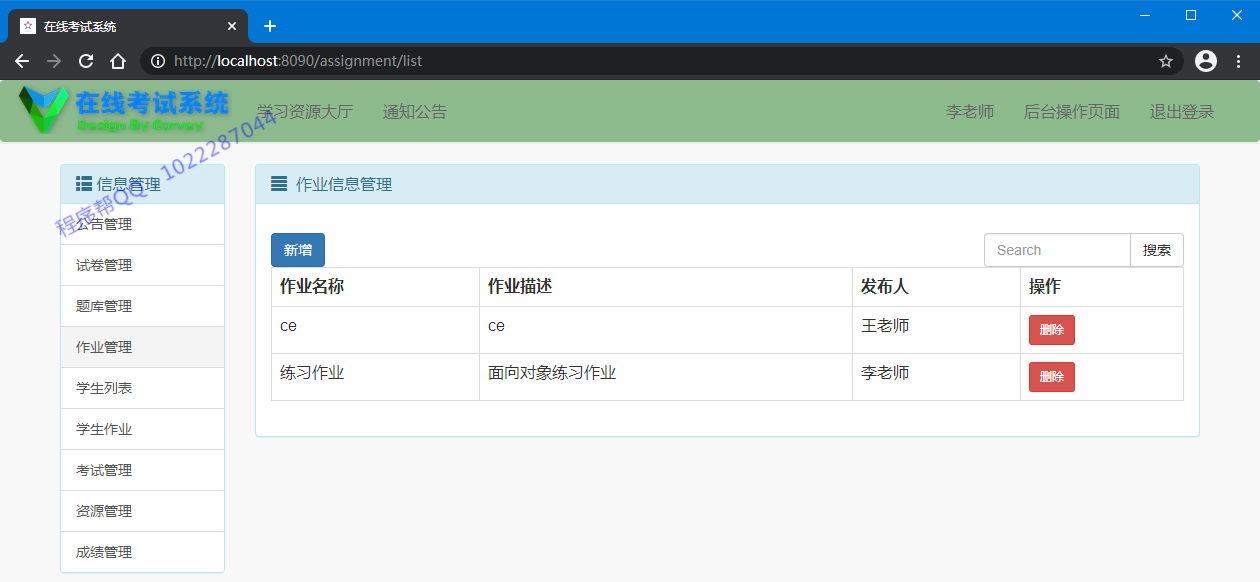 在线考试系统
http://localhost:8090/assignment/list
在线考试系统
Design By Corvey
学习资源大厅 通知公告 李老师 后台操作页面 退出登录
程序帮QQ 1022287044
信息管理
公告管理
试卷管理
题库管理
作业管理
学生列表
学生作业
考试管理
资源管理
成绩管理
作业信息管理
新增 Search 搜索
作业名称 作业描述 发布人 操作
ce ce 王老师 删除
练习作业 面向对象练习作业 李老师 删除